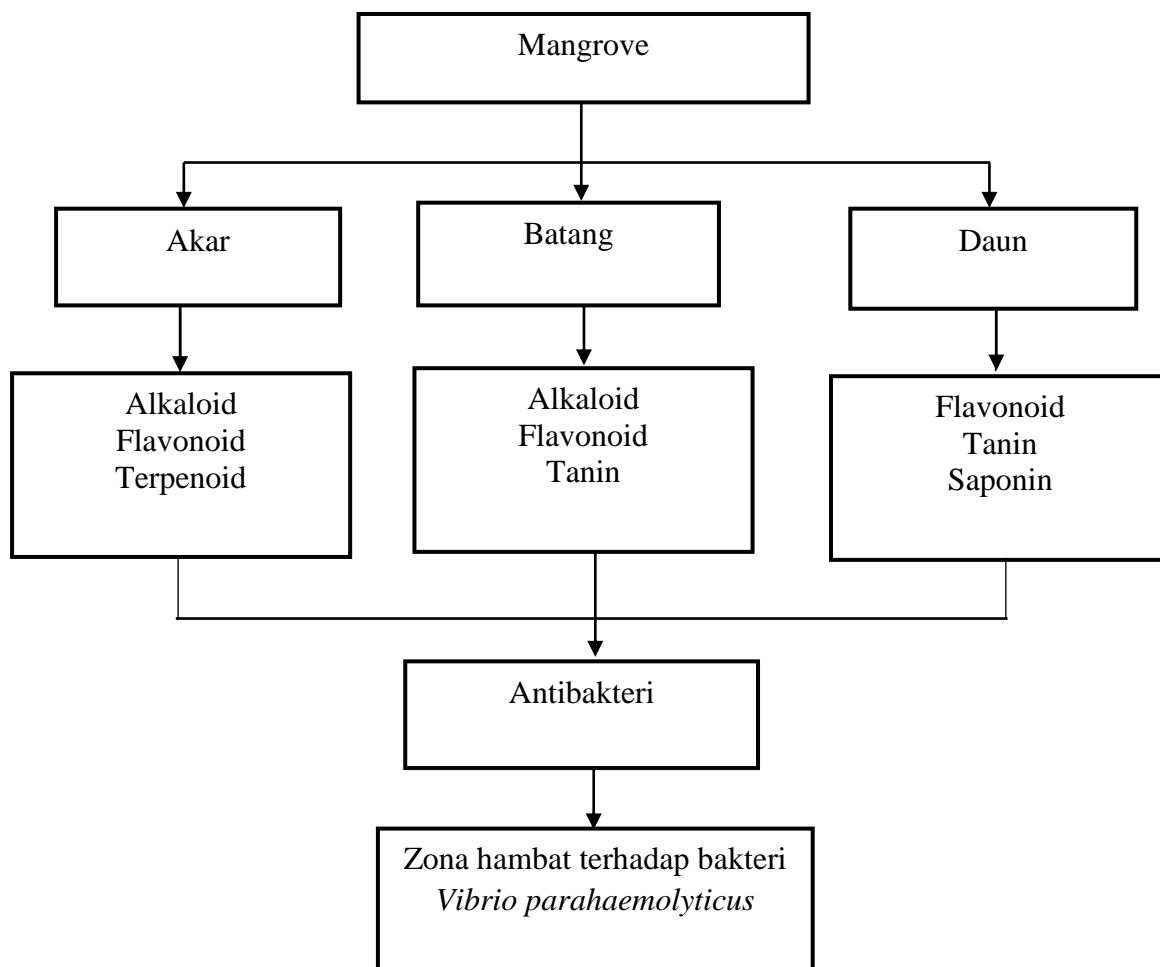 Mangrove
Akar
Batang
Daun
Alkaloid
Flavonoid
Terpenoid
Alkaloid
Flavonoid
Tanin
Flavonoid
Tanin
Saponin
Antibakteri
Zona hambat terhadap bakteri
Vibrio parahaemolyticus